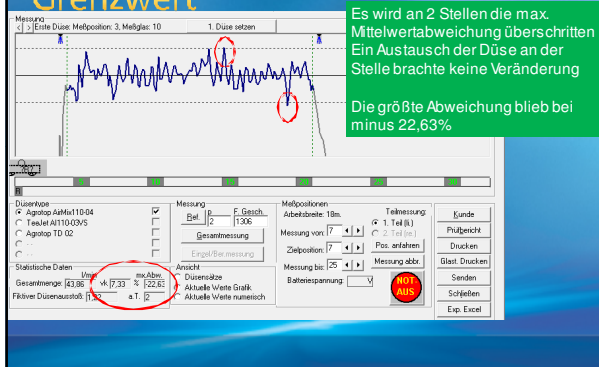 Grenzwert
Es wird an 2 Stellen die max.
Mittelwertabweichung überschritten
Ein Austausch der Düse an der
Stelle brachte keine Veränderung
Die größte Abweichung blieb bei
minus 22,63%
Messung
< > Erste Düse: Meßposition: 3, Meßglas: 10
1. Düse setzen
5 10 15 20 25 30
R
Düsentype
Agrotop AirMix110-04
TeeJet AI110-03VS
Agrotop TD 02
Messung
Ref. p F. Gesch.
2 1306
Gesamtmessung
Einzel/Ber.messung
Meßpositionen
Arbeitsbreite: 18m.
Teilmessung:
1. Teil (li.)
2. Teil (re.)
Messung von: 7
Zielposition: 7
Pos. anfahren
Messung bis: 25
Messung abbr.
Batteriespannung: V
NOT-
AUS
Kunde
Prüfbericht
Drucken
Glast. Drucken
Senden
Schließen
Exp. Excel
Statistische Daten
l/min mx.Abw.
Gesamtmenge: 43,86 vk 7,33 % -22,63
Fiktiver Düsenausstoß: a.T. 2
Ansicht
Düsensätze
Aktuelle Werte Grafik
Aktuelle Werte numerisch